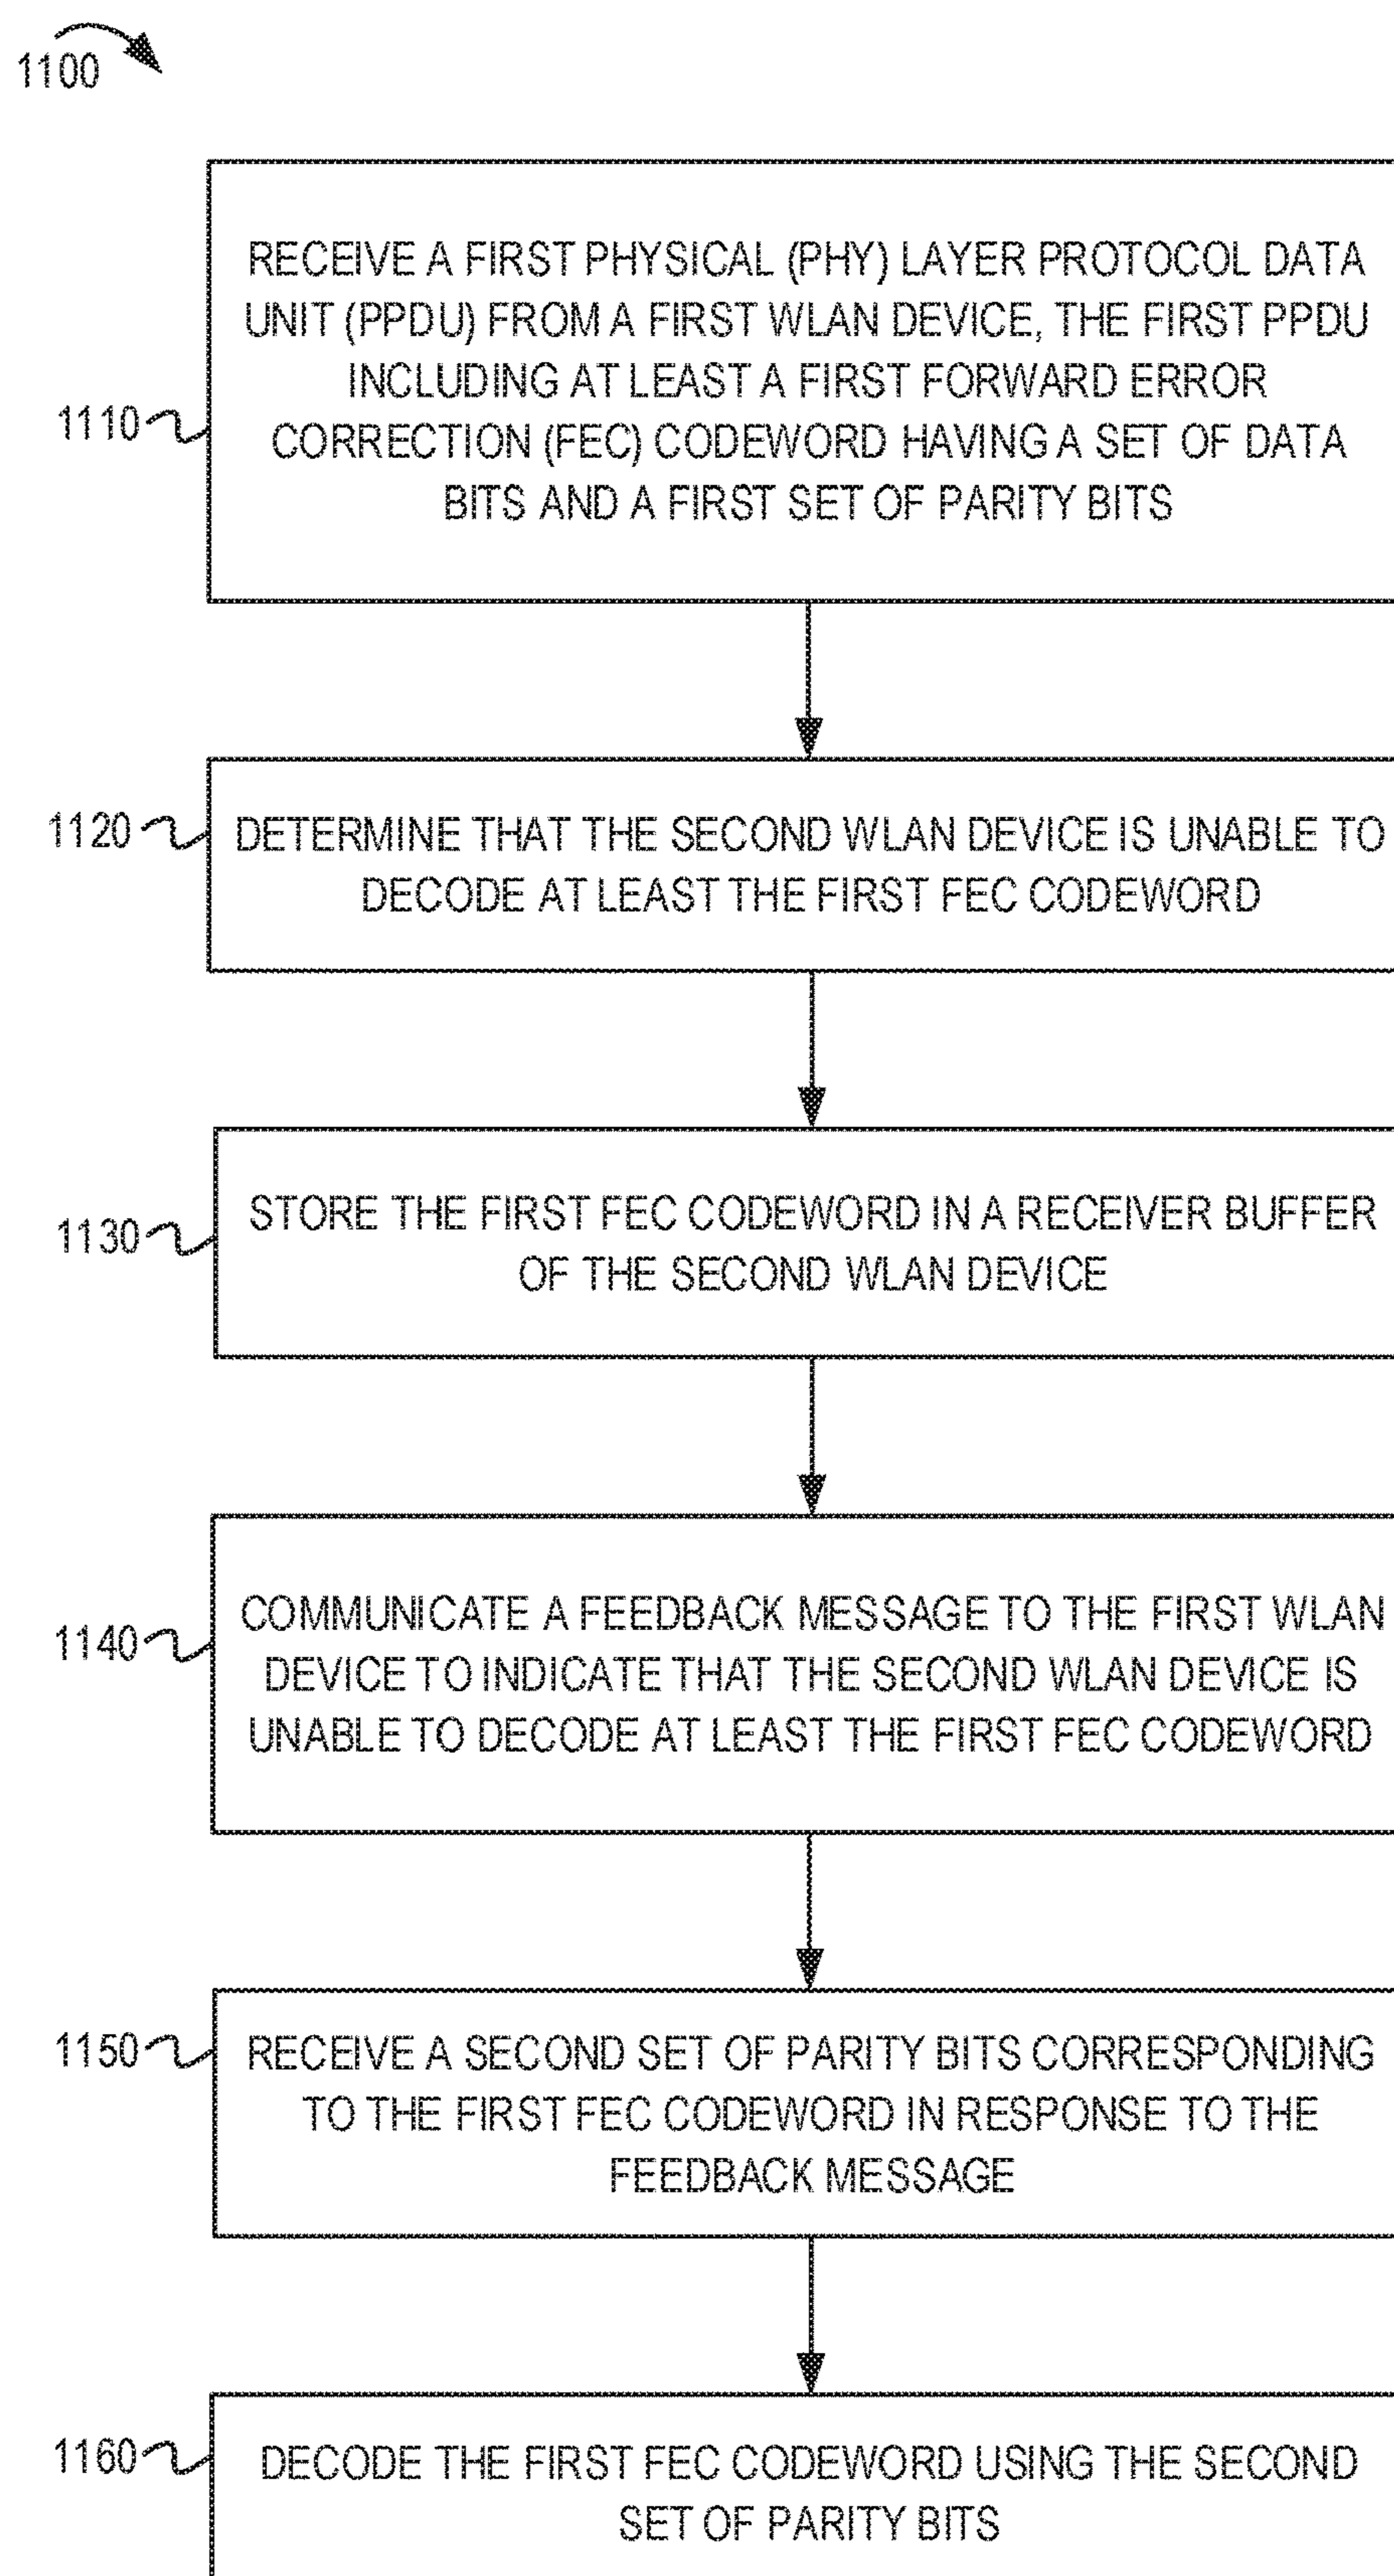 1100
RECEIVE A FIRST PHYSICAL (PHY) LAYER PROTOCOL DATA
UNIT (PPDU) FROM A FIRST WLAN DEVICE, THE FIRST PPDU
INCLUDING AT LEAST A FIRST FORWARD ERROR
1110
CORRECTION (FEC) CODEWORD HAVING A SET OF DATA
BITS AND A FIRST SET OF PARITY BITS
1120
DETERMINE THAT THE SECOND WLAN DEVICE IS UNABLE TO
DECODE AT LEAST THE FIRST FEC CODEWORD
1130
STORE THE FIRST FEC CODEWORD IN A RECEIVER BUFFER
OF THE SECOND WLAN DEVICE
1140
COMMUNICATE A FEEDBACK MESSAGE TO THE FIRST WLAN
DEVICE TO INDICATE THAT THE SECOND WLAN DEVICE IS
UNABLE TO DECODE AT LEAST THE FIRST FEC CODEWORD
1150
RECEIVE A SECOND SET OF PARITY BITS CORRESPONDING
TO THE FIRST FEC CODEWORD IN RESPONSE TO THE
FEEDBACK MESSAGE
1160
DECODE THE FIRST FEC CODEWORD USING THE SECOND
SET OF PARITY BITS